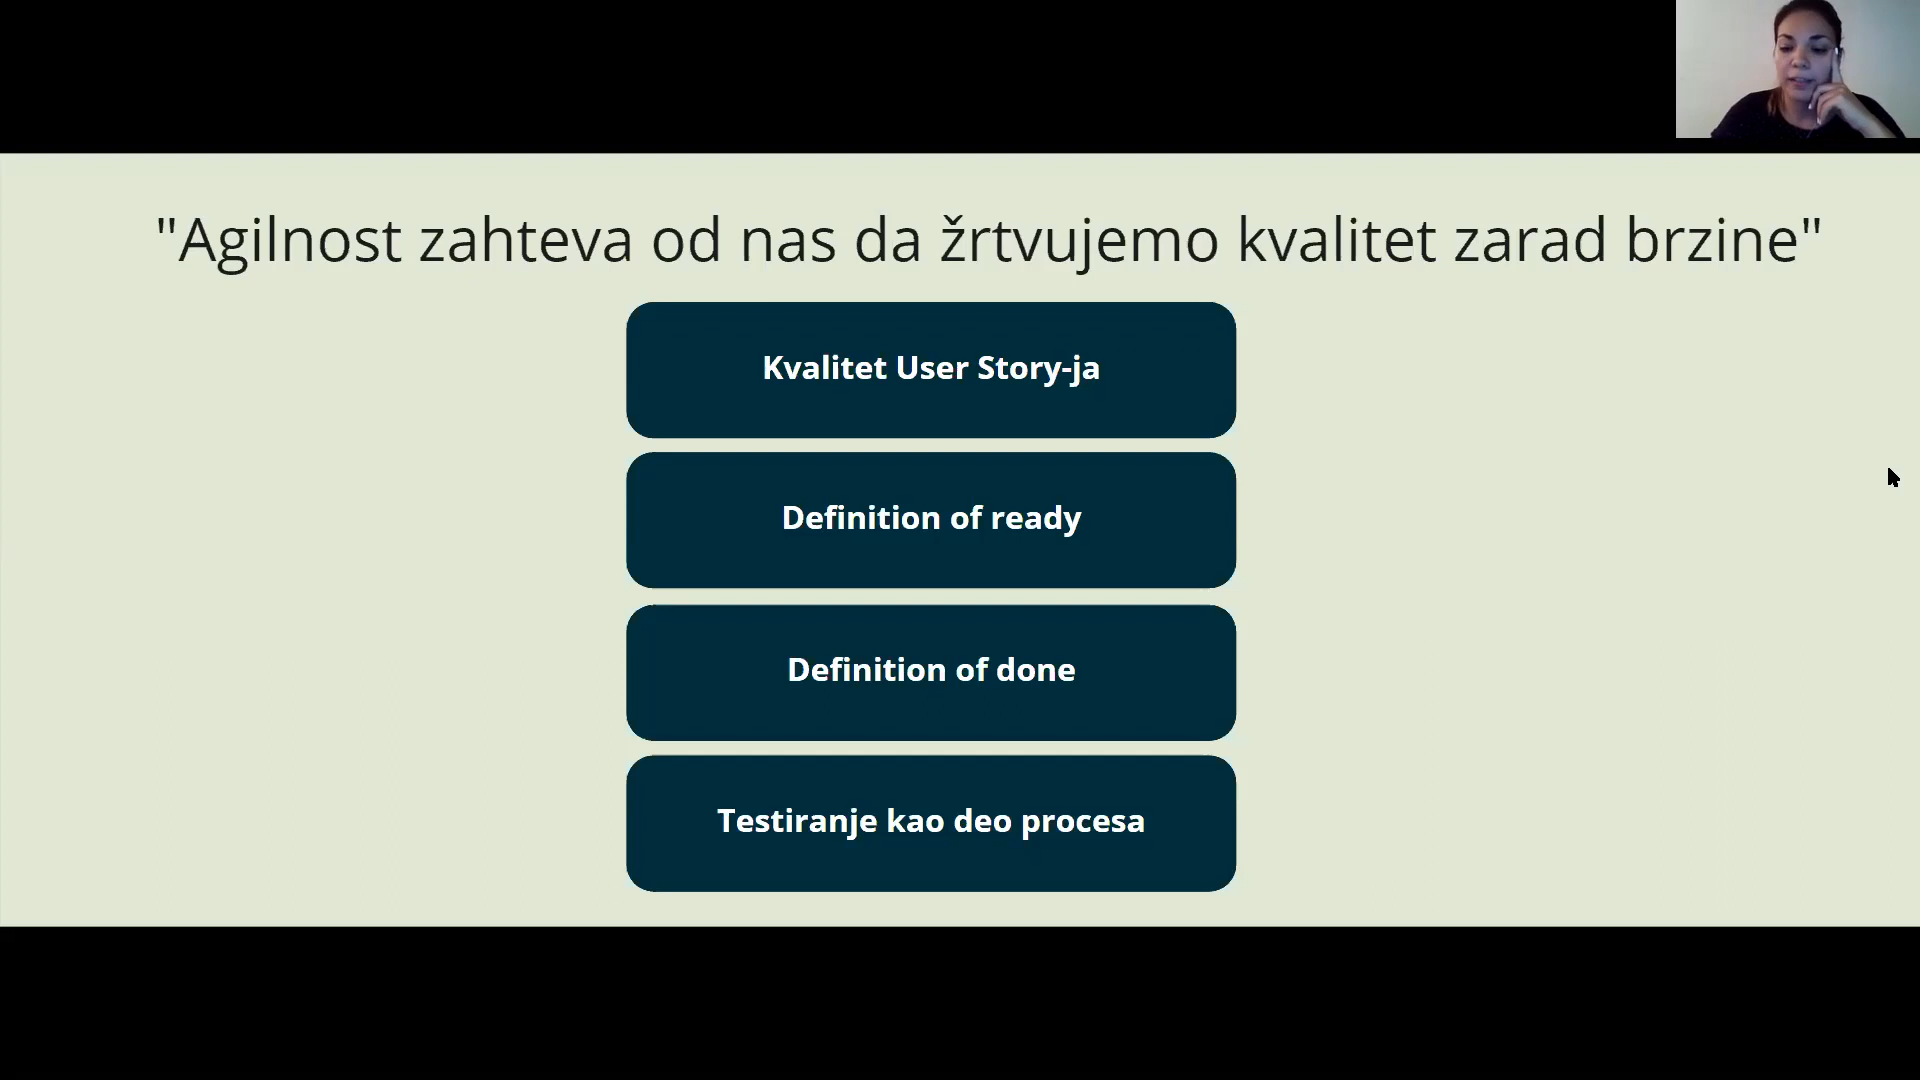 "Agilnost zahteva od nas da žrtvujemo kvalitet zarad brzine"
Kvalitet User Story-ja
Definition of ready
Definition of done
Testiranje kao deo procesa